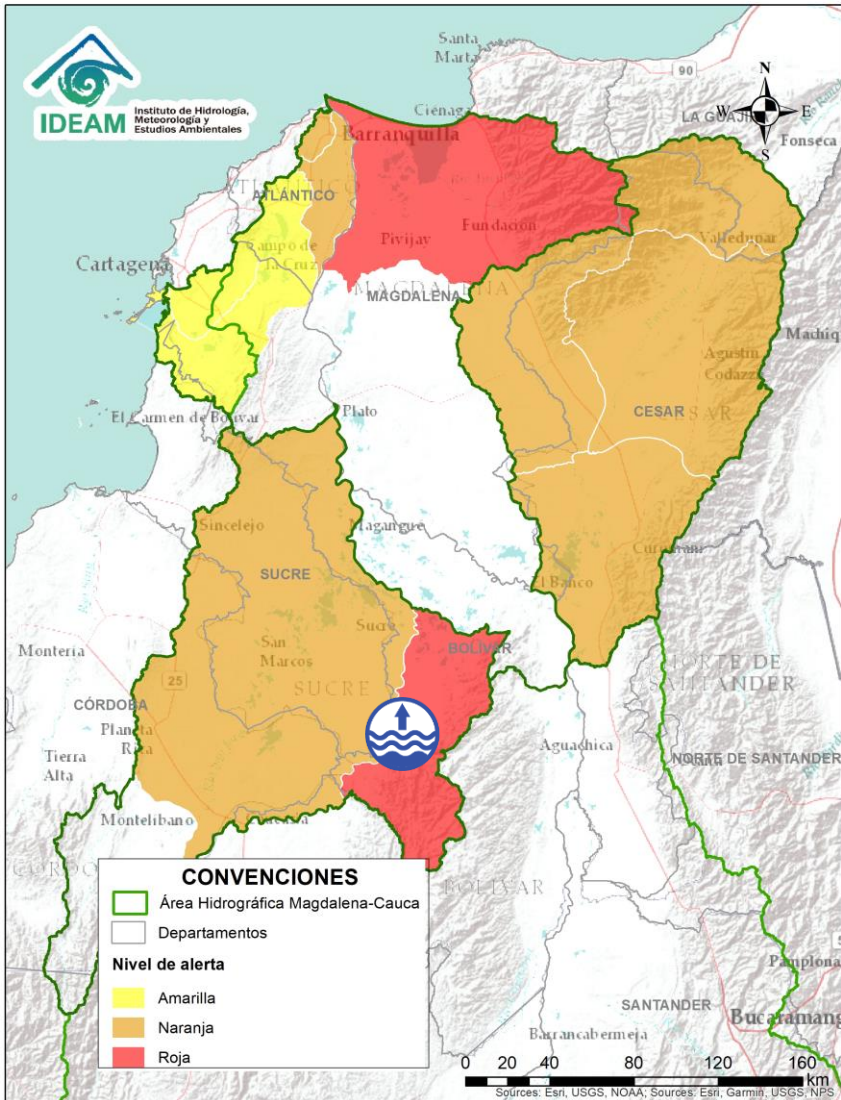 IDEAM
Instituto de Hidrología,
Meteorología y
Estudios Ambientales
Santa
Marta
90
N
W
E
S
LA GUAJIR
Fonseca
Ciénaga
Barranquilla
ATLÁNTICO
Campo de
la Cruz
Pivijay
Fundación
Valledupar
Cartagena
MAGDALENA
Machiq
Agustín
Codazzi
CESAR
El Carmen de Bolívar
Plato
Sincelejo
Magangué
Curumaní
El Banco
SUCRE
Sucre
San
Marcos
SUCRE
BOLÍVAR
Montería
25
CÓRDOBA
Planeta
Rica
Tierra
Alta
Aguachica
NORTE DE
SANTANDER
NORTE DE SANTANDER
Montelibano
BOLÍVAR
CONVENCIONES
Área Hidrográfica Magdalena-Cauca
Departamentos
Nivel de alerta
Amarilla
Naranja
Roja
Pamplona
SANTANDER
Bucaramang
Barrancabermeja
0 20 40 80 120 160
km
Sources: Esri, USGS, NOAA; Sources: Esri, Garmin, USGS, NPS